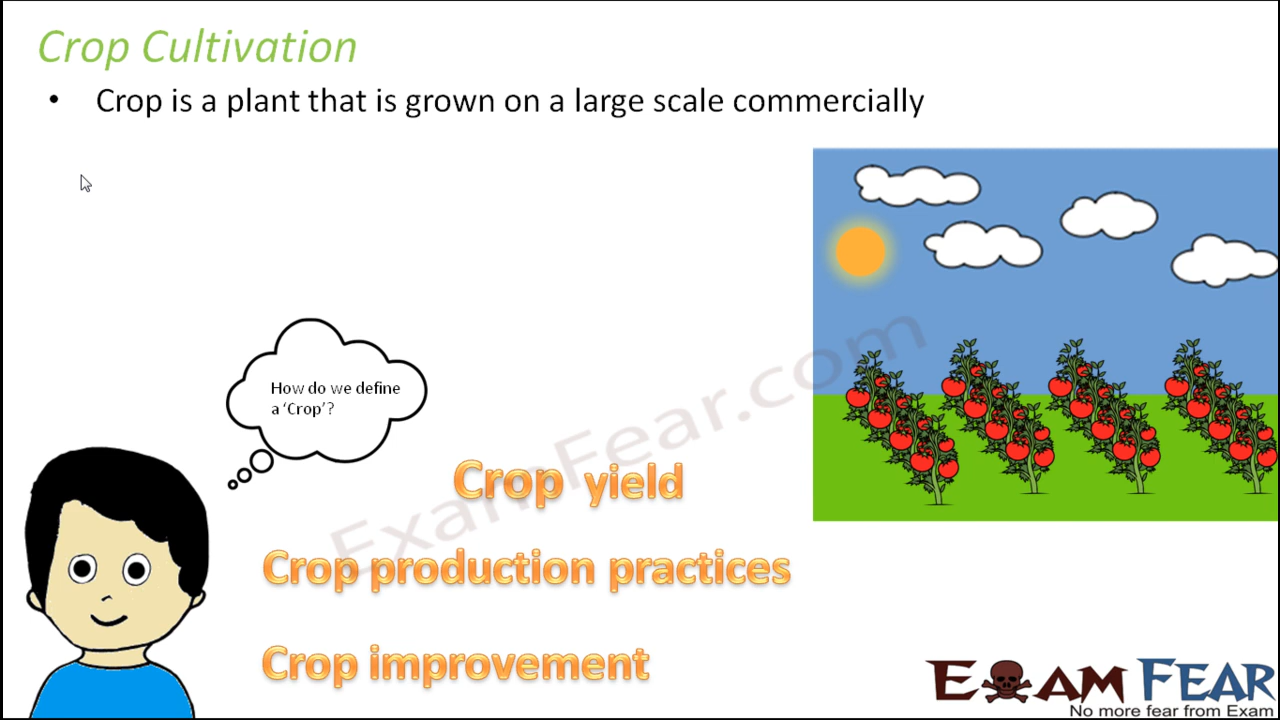 Crop Cultivation
• Crop is a plant that is grown on a large scale commercially
How do we define
a ‘Crop’?
Crop yield
Crop production practices
Crop improvement
ExamFear.com
EXAM FEAR
No more fear from Exam